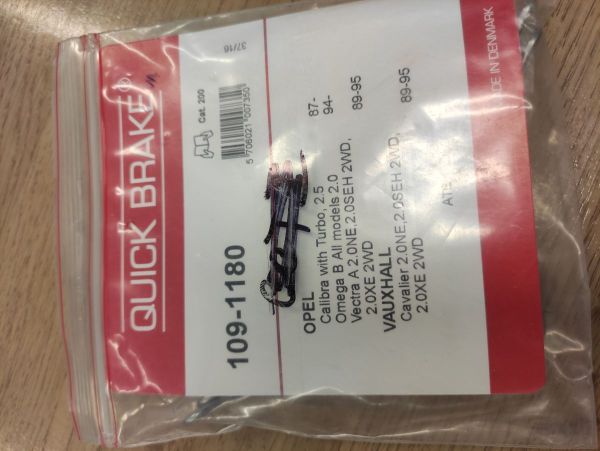 QUICK BRAKE®
109-1180
Cat. 200
37/16
5 706021 007350
OPEL
Calibra with Turbo, 2.5
Omega B All models 2.0
Vectra A 2.0NE,2.0SEH 2WD,
2.0XE 2WD
87-
94-
89-95
VAUXHALL
Cavalier 2.0NE,2.0SEH 2WD,
2.0XE 2WD
89-95
DE IN DENMARK